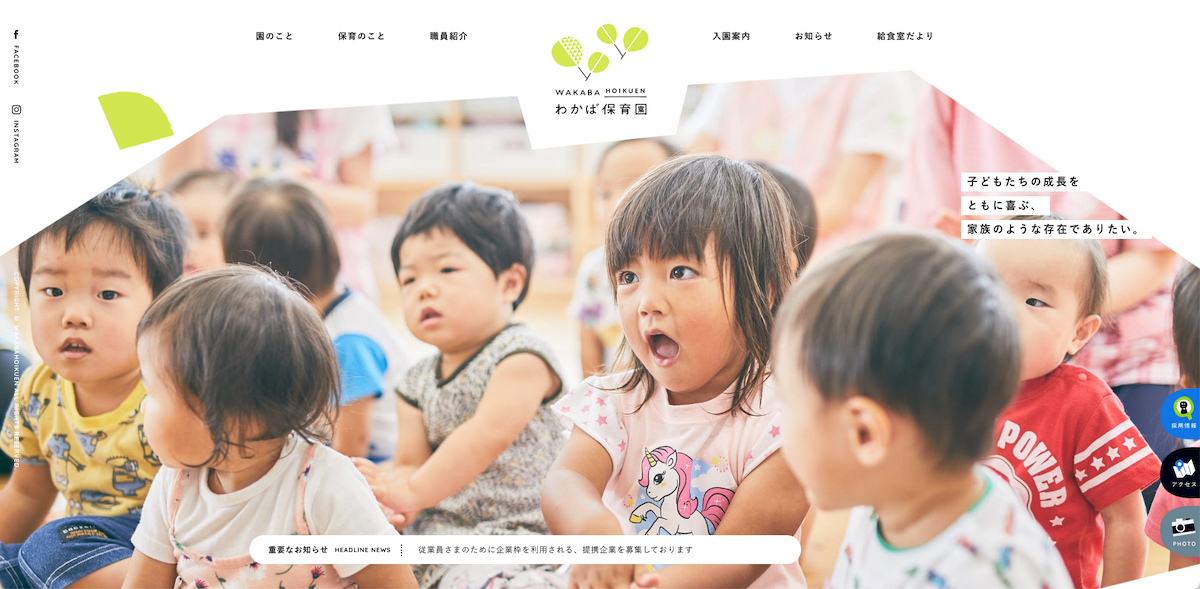 FACEBOOK
INSTAGRAM
園のこと
保育のこと
職員紹介
WAKABA HOIKUEN
わかば保育園
入園案内
お知らせ
給食室だより
子どもたちの成長を
ともに喜ぶ、
家族のような存在でありたい。
COPYRIGHT © WAKABA HOIKUEN ALL RIGHTS RESERVED.
POWER
採用情報
アクセス
PHOTO
重要なお知らせ HEADLINE NEWS
従業員さまのために企業枠を利用される、提携企業を募集しております